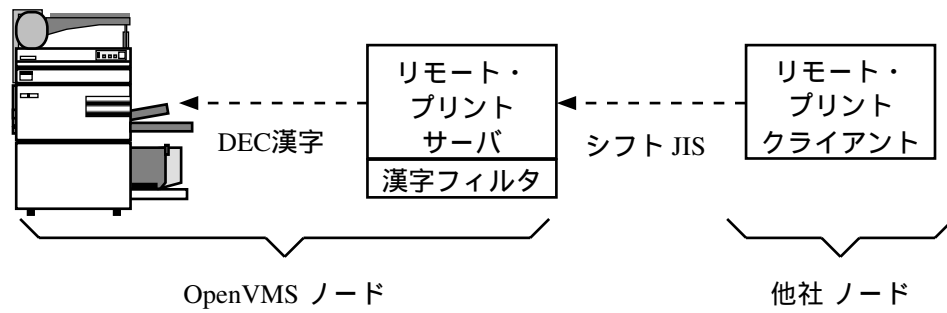 リモート・
プリント
サーバ
漢字フィルタ
リモート・
プリント
クライアント
DEC漢字
シフト JIS
OpenVMS ノード
他社 ノード